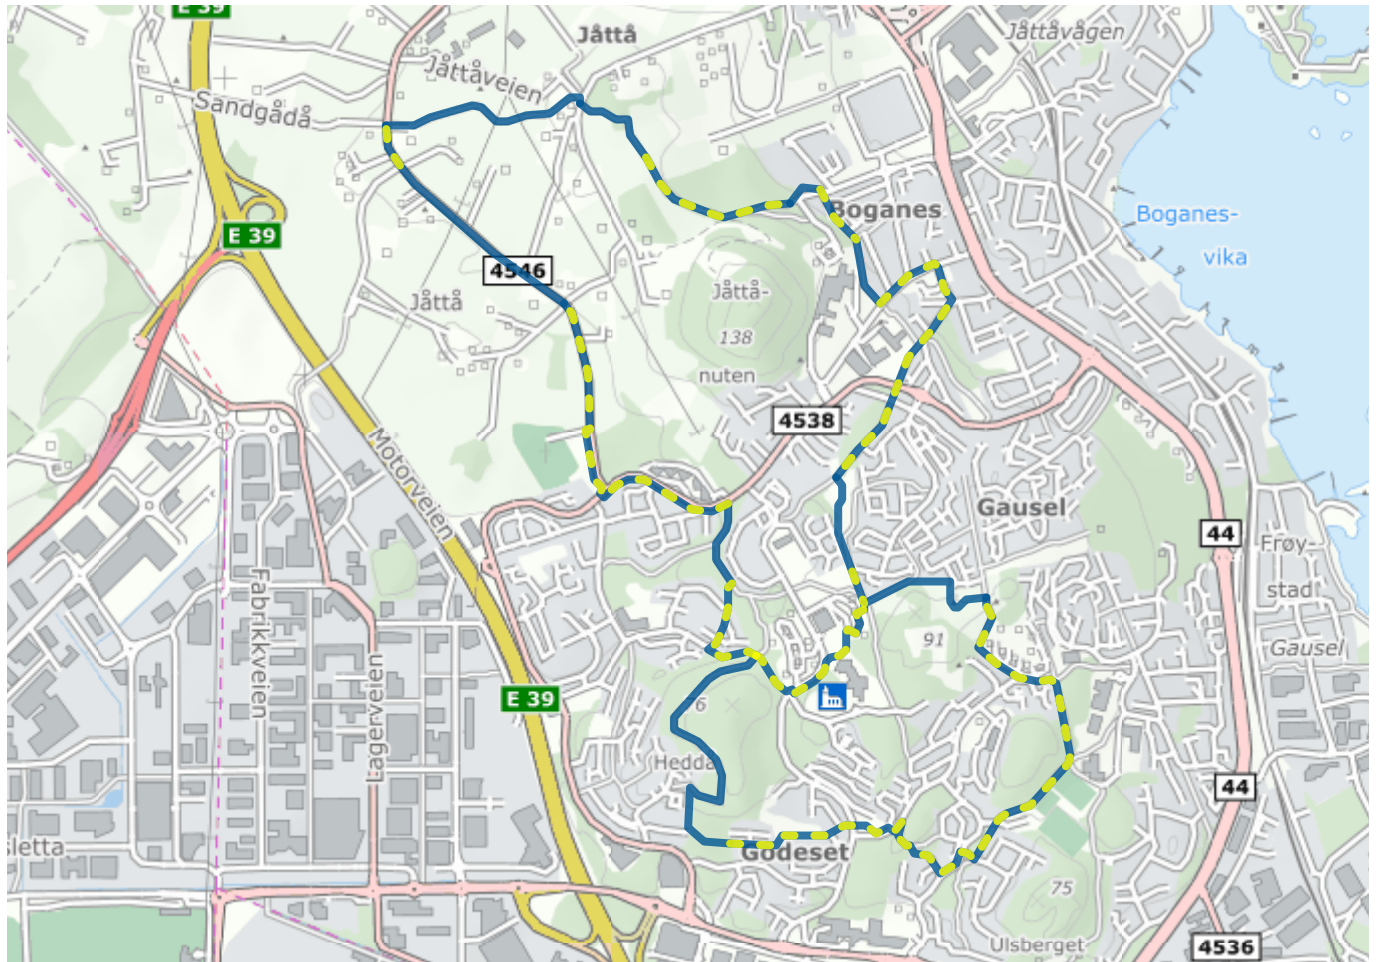 E 39
Jåttå
Jåttåvågen
Jåttåveien
Sandgådå
Boganes
Boganes-
vika
E 39
4546
Jåttå-
Jåttå
138
nuten
4538
Motorveien
Gausel
44
Frøy-
stad
Fabrikkveien
91
Gausel
Lagerveien
E 39
6
Hedda
44
sletta
Godeset
75
Ulsberget
4536